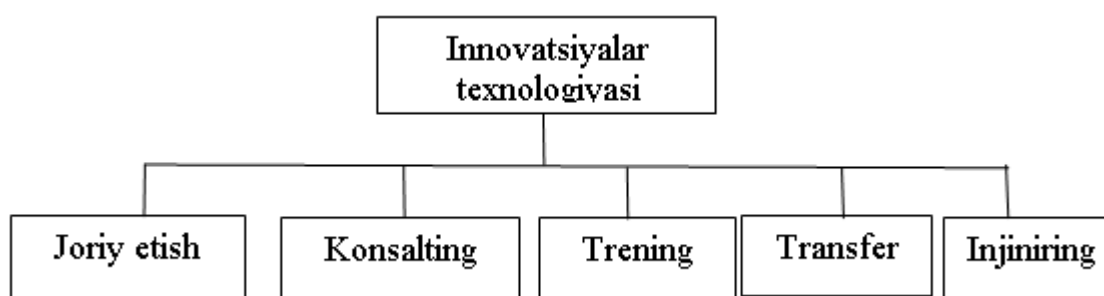 Innovatsiyalar
texnologiyasi
Joriy etish
Konsalting
Trening
Transfer
Injiniring